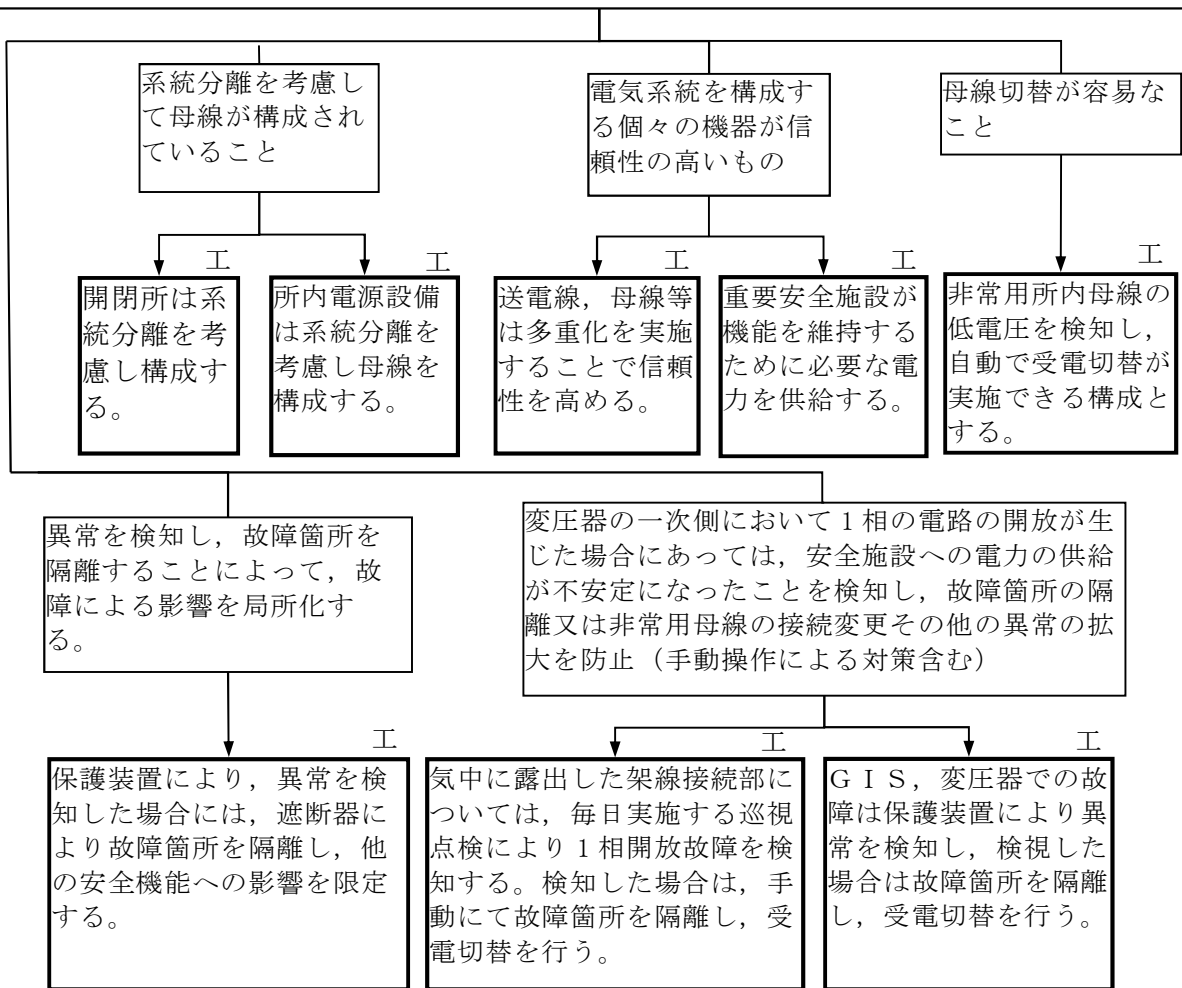 系統分離を考慮し
て母線が構成され
ていること
電気系統を構成す
る個々の機器が信
頼性の高いもの
母線切替が容易な
こと
工
開閉所は系
統分離を考
慮し構成す
る。
工
所内電源設備
は系統分離を
考慮し母線を
構成する。
工
送電線,母線等
は多重化を実施
することで信頼
性を高める。
工
重要安全施設が
機能を維持する
ために必要な電
力を供給する。
工
非常用所内母線の
低電圧を検知し,
自動で受電切替が
実施できる構成と
する。
異常を検知し,故障箇所を
隔離することによって,故
障による影響を局所化す
る。
変圧器の一次側において1相の電路の開放が生
じた場合にあっては,安全施設への電力の供給
が不安定になったことを検知し,故障箇所の隔
離又は非常用母線の接続変更その他の異常の拡
大を防止(手動操作による対策含む)
工
保護装置により,異常を検
知した場合には,遮断器に
より故障箇所を隔離し,他
の安全機能への影響を限定
する。
工
気中に露出した架線接続部に
ついては,毎日実施する巡視
点検により1相開放故障を検
知する。検知した場合は,手
動にて故障箇所を隔離し,受
電切替を行う。
工
GIS,変圧器での故
障は保護装置により異
常を検知し,検視した
場合は故障箇所を隔離
し,受電切替を行う。